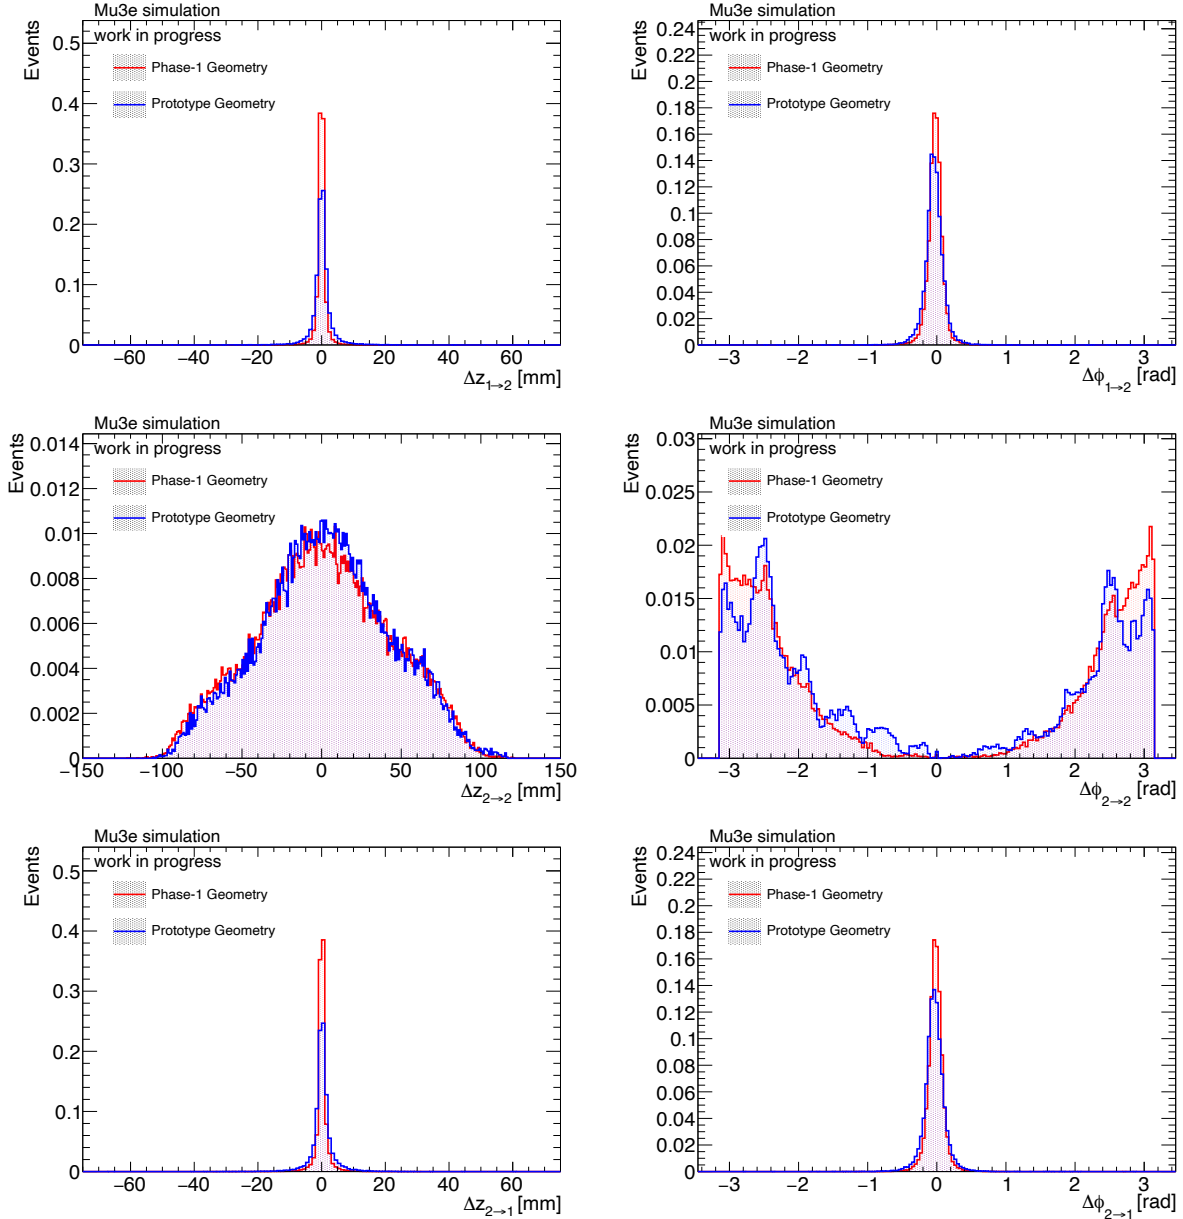 Mu3e simulation
work in progress
Phase-1 Geometry
Prototype Geometry
Events
0.5
0.4
0.3
0.2
0.1
0
−60 −40 −20 0 20 40 60
Δz1→2 [mm]
Mu3e simulation
work in progress
Phase-1 Geometry
Prototype Geometry
Events
0.24
0.22
0.2
0.18
0.16
0.14
0.12
0.1
0.08
0.06
0.04
0.02
0
−3 −2 −1 0 1 2 3
Δϕ1→2 [rad]
Mu3e simulation
work in progress
Phase-1 Geometry
Prototype Geometry
Events
0.014
0.012
0.010
0.008
0.006
0.004
0.002
0.000
−150 −100 −50 0 50 100 150
Δz2→2 [mm]
Mu3e simulation
work in progress
Phase-1 Geometry
Prototype Geometry
Events
0.03
0.025
0.02
0.015
0.01
0.005
0
−3 −2 −1 0 1 2 3
Δϕ2→2 [rad]
Mu3e simulation
work in progress
Phase-1 Geometry
Prototype Geometry
Events
0.5
0.4
0.3
0.2
0.1
0
−60 −40 −20 0 20 40 60
Δz2→1 [mm]
Mu3e simulation
work in progress
Phase-1 Geometry
Prototype Geometry
Events
0.24
0.22
0.2
0.18
0.16
0.14
0.12
0.1
0.08
0.06
0.04
0.02
0
−3 −2 −1 0 1 2 3
Δϕ2→1 [rad]